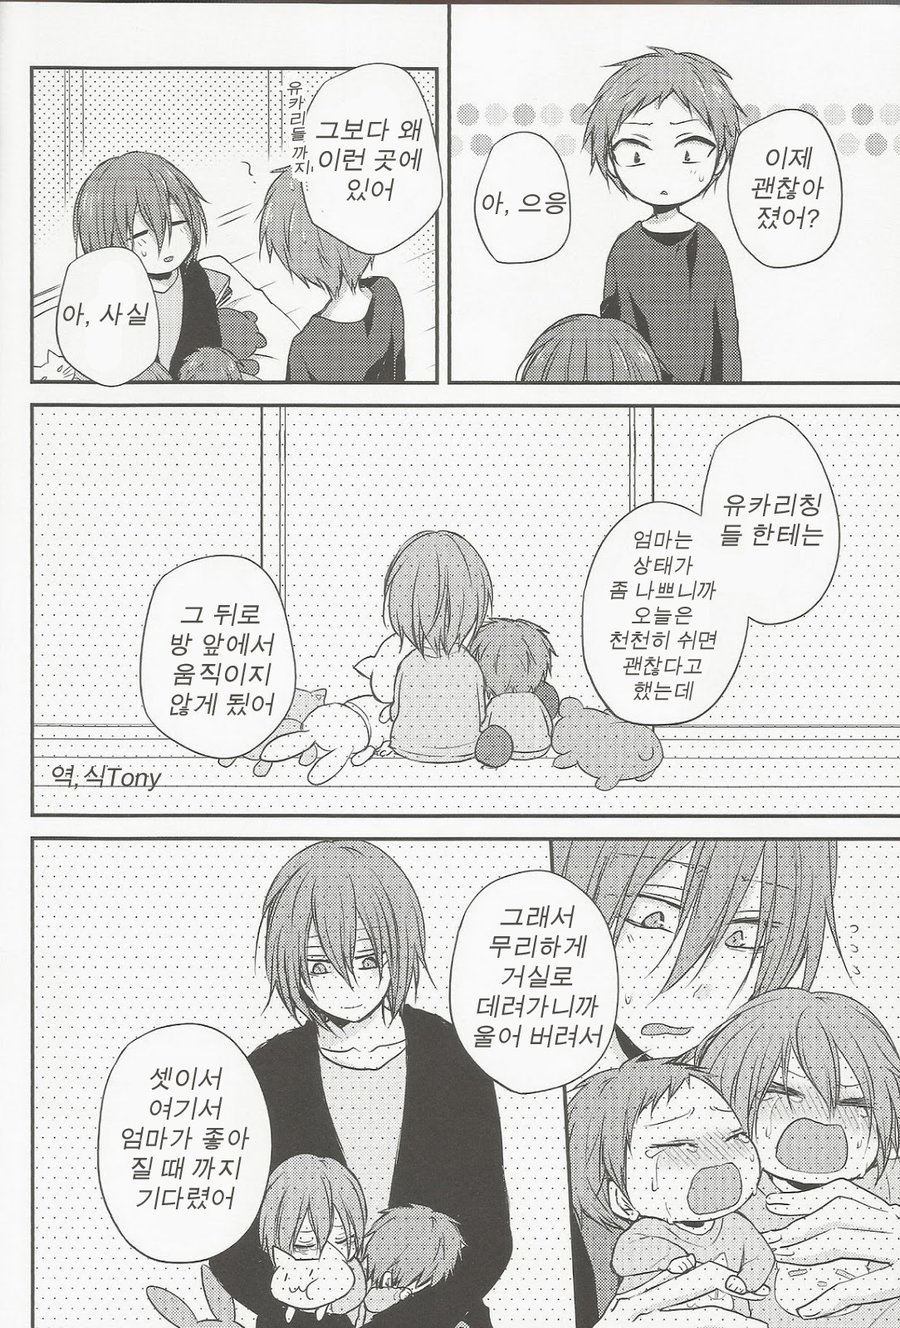 이제
괜찮아
졌어?
아, 으응
그보다 왜
이런 곳에
있어
유카리들 까지
아, 사실
유카리칭
들 한테는
엄마는
상태가
좀 나쁘니까
오늘은
천천히 쉬면
괜찮다고
했는데
그 뒤로
방 앞에서
움직이지
않게 됬어
역,식Tony
그래서
무리하게
거실로
데려가니까
울어 버려서
셋이서
여기서
엄마가 좋아
질 때 까지
기다렸어